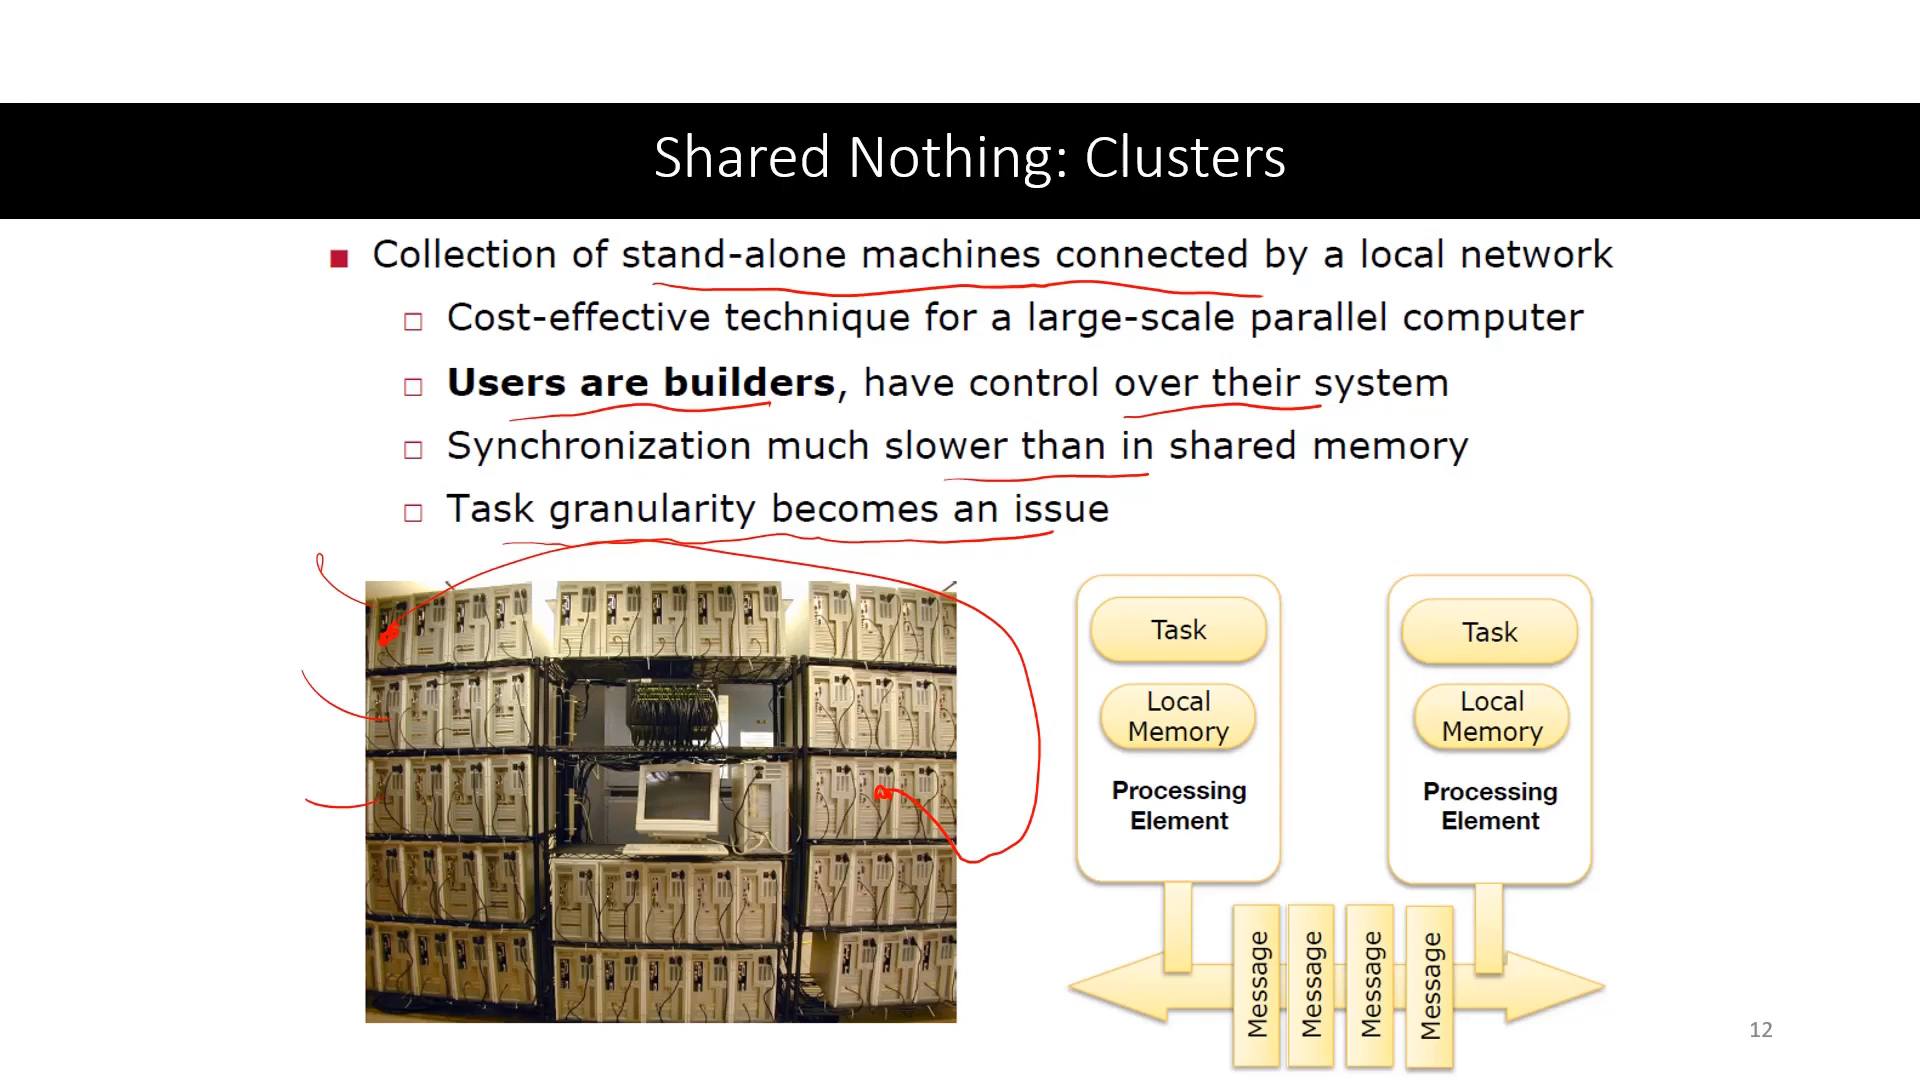 Shared Nothing: Clusters
Collection of stand-alone machines connected by a local network
Cost-effective technique for a large-scale parallel computer
Users are builders, have control over their system
Synchronization much slower than in shared memory
Task granularity becomes an issue
Task
Local
Memory
Processing
Element
Task
Local
Memory
Processing
Element
Message
Message
Message
Message
12